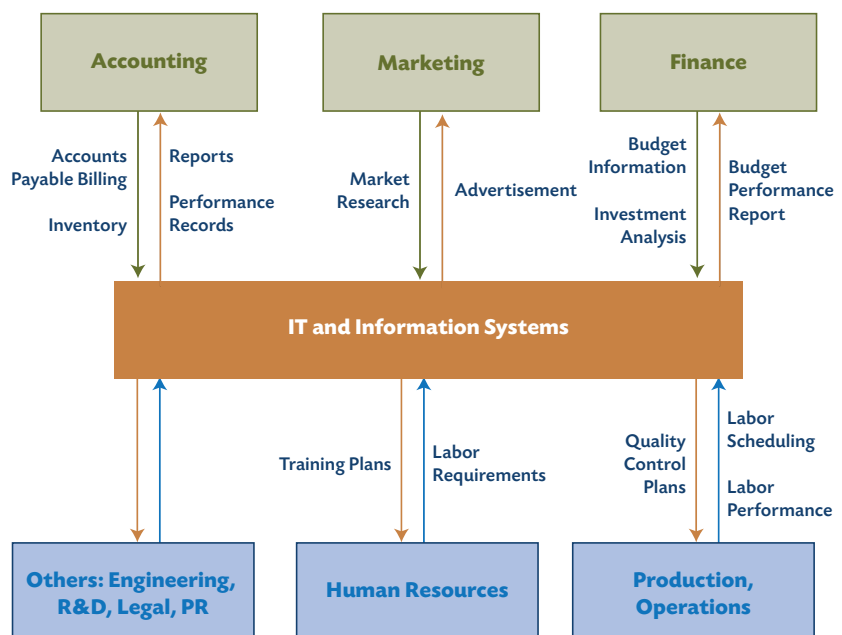 Accounting
Marketing
Finance
Accounts
Payable Billing
Inventory
Reports
Performance
Records
Market
Research
Advertisement
Budget
Information
Investment
Analysis
Budget
Performance
Report
IT and Information Systems
Training Plans
Labor
Requirements
Quality
Control
Plans
Labor
Scheduling
Labor
Performance
Others: Engineering,
R&D, Legal, PR
Human Resources
Production,
Operations